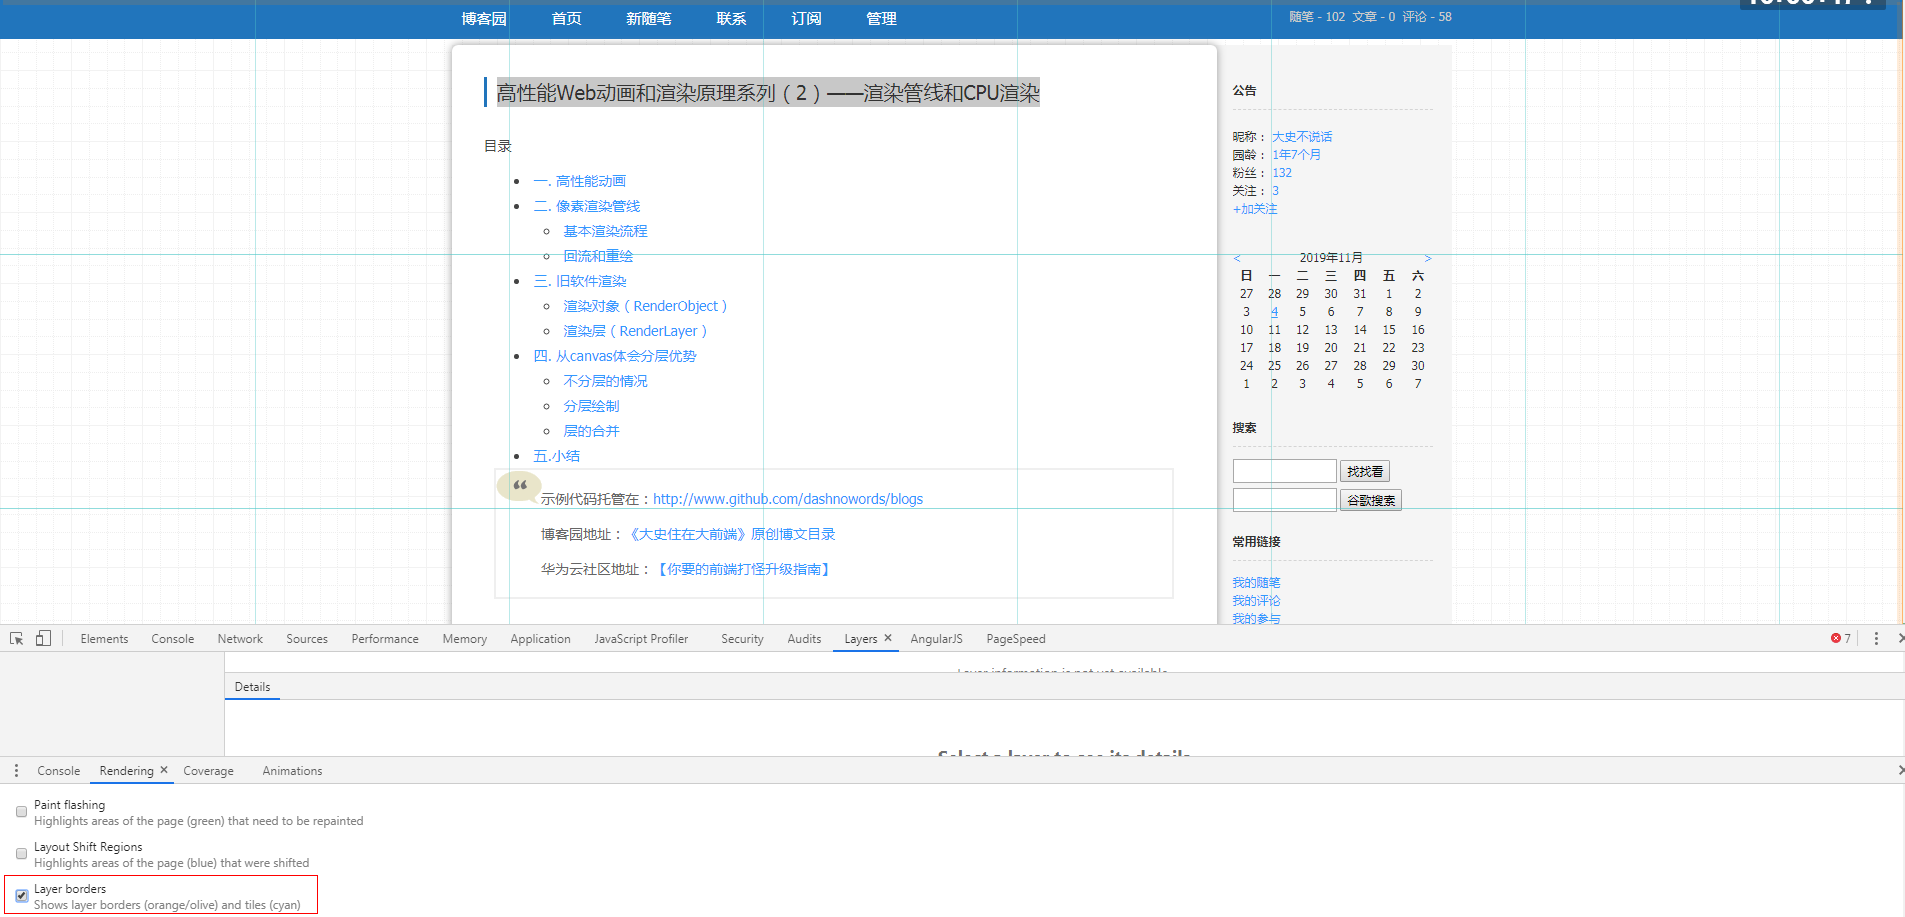 博客园 首页 新随笔 联系 订阅 管理 随笔 - 102 文章 - 0 评论 - 58
高性能Web动画和渲染原理系列（2）——渲染管线和CPU渲染
目录
一. 高性能动画
二. 像素渲染管线
基本渲染流程
回流和重绘
三. 旧软件渲染
渲染对象（RenderObject）
渲染层（RenderLayer）
四. 从canvas体会分层优势
不分层的情况
分层绘制
层的合并
五.小结
示例代码托管在：http://www.github.com/dashnowords/blogs
博客园地址：《大史住在大前端》原创博文目录
华为云社区地址：【你要的前端打怪升级指南】
公告
昵称： 大史不说话
园龄： 1年7个月
粉丝： 132
关注： 3
+加关注
< 2019年11月 >
日 一 二 三 四 五 六
27 28 29 30 31 1 2
3 4 5 6 7 8 9
10 11 12 13 14 15 16
17 18 19 20 21 22 23
24 25 26 27 28 29 30
1 2 3 4 5 6 7
搜索
找找看
谷歌搜索
常用链接
我的随笔
我的评论
我的参与
Elements Console Network Sources Performance Memory Application JavaScript Profiler Security Audits Layers × AngularJS PageSpeed 7
Layer information is not yet available
Details
Select a layer to see its details
Console Rendering × Coverage Animations
Paint flashing
Highlights areas of the page (green) that need to be repainted
Layout Shift Regions
Highlights areas of the page (blue) that were shifted
Layer borders
Shows layer borders (orange/olive) and tiles (cyan)